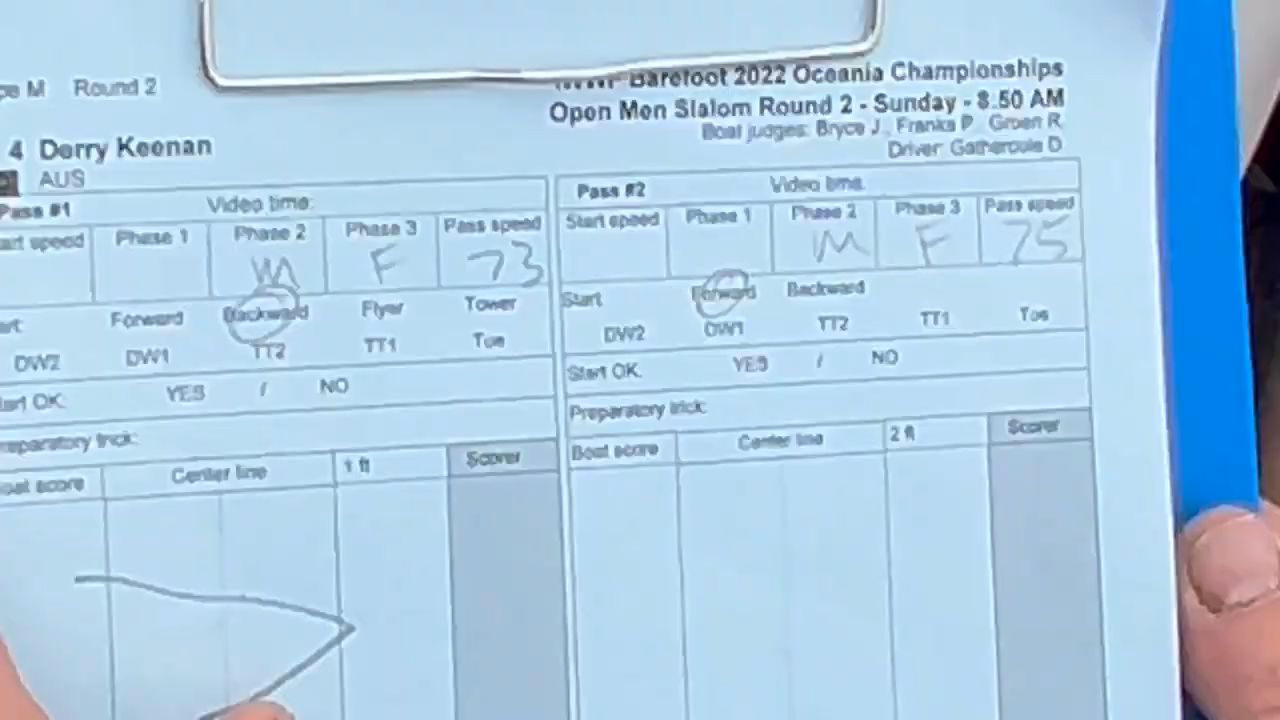 Round 2
Barefoot 2022 Oceania Championships
Open Men Slalom Round 2 - Sunday - 8:50 AM
Boat judges: Bryce J, Franks P, Groen R
Driver: Gathercole D
4 Derry Keenan
AUS
Pass #1 Video time:
Phase 1 Phase 2 Phase 3 Pass speed
M F 73
Forward Backward Flyer Tower
DW2 DW1 TT2 TT1 Toe
YES / NO
Center line 1 ft Scorer
Pass #2 Video time:
Start speed Phase 1 Phase 2 Phase 3 Pass speed
M F 75
Start Forward Backward
DW2 DW1 TT2 TT1 Toe
Start OK: YES / NO
Preparatory trick:
Boat score Center line 2 ft Scorer